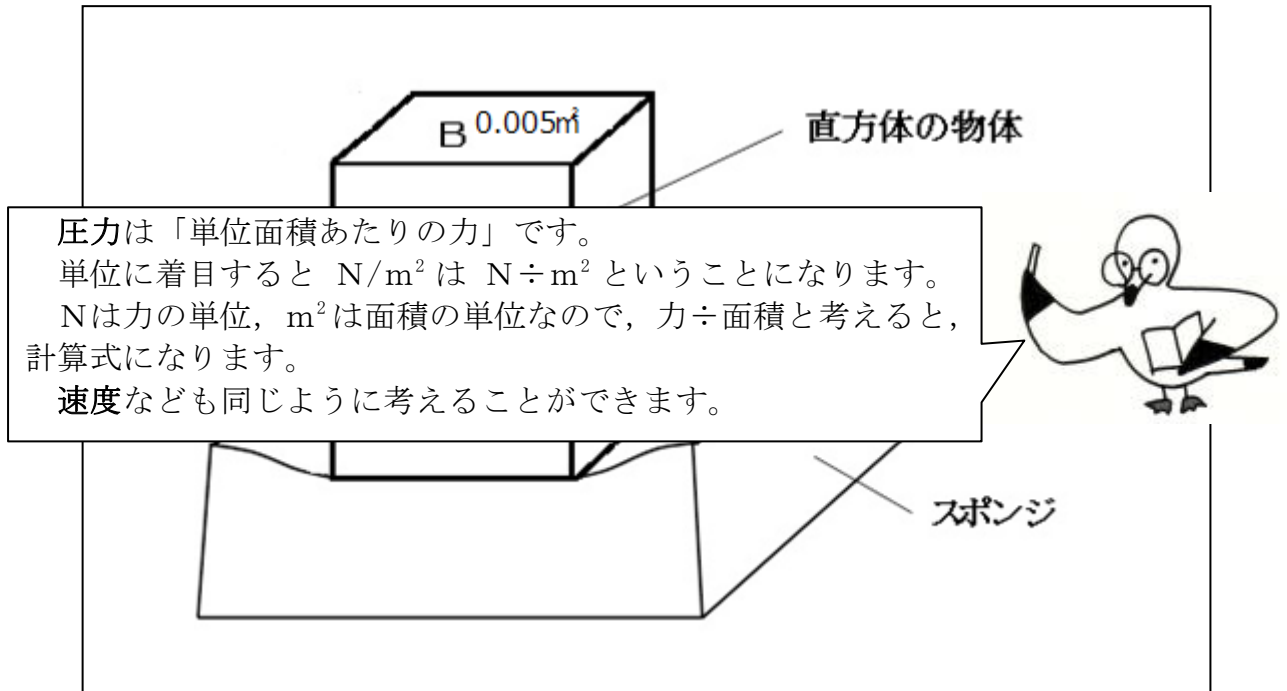 B 0.005㎡
直方体の物体
圧力は「単位面積あたりの力」です。
単位に着目すると N/m² は N÷m² ということになります。
Nは力の単位，m²は面積の単位なので，力÷面積と考えると，
計算式になります。
速度なども同じように考えることができます。
スポンジ